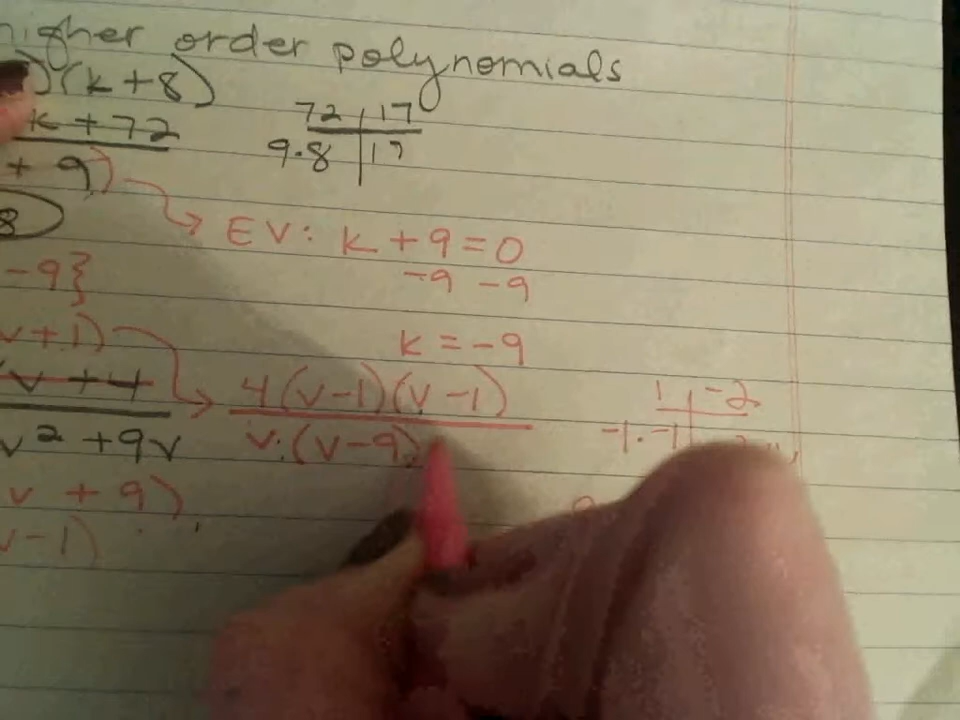 higher order polynomials
)(k+8)
k + 72
72 | 17
+ 9)
9.8 | 17
8
EV: k + 9 = 0
-9 -9
-9}
k = -9
v+1)
v + 4
4(v-1)(v-1)
1 | -2
v² + 9v
v.(v-9)
-1.-1
v + 9)
v-1)